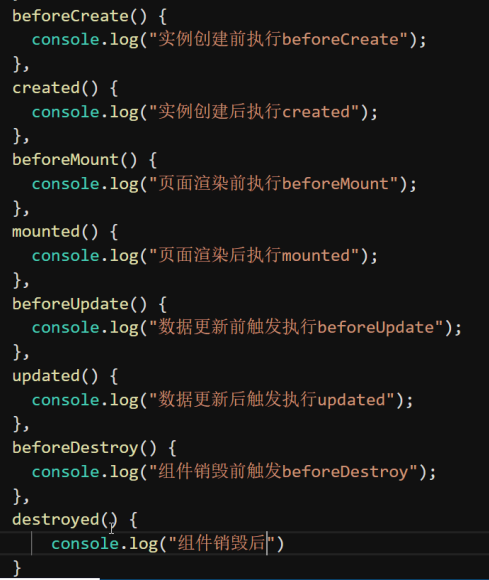 beforeCreate() {
console.log("实例创建前执行beforeCreate");
},
created() {
console.log("实例创建后执行created");
},
beforeMount() {
console.log("页面渲染前执行beforeMount");
},
mounted() {
console.log("页面渲染后执行mounted");
},
beforeUpdate() {
console.log("数据更新前触发执行beforeUpdate");
},
updated() {
console.log("数据更新后触发执行updated");
},
beforeDestroy() {
console.log("组件销毁前触发beforeDestroy");
},
destroyed() {
console.log("组件销毁后")
}